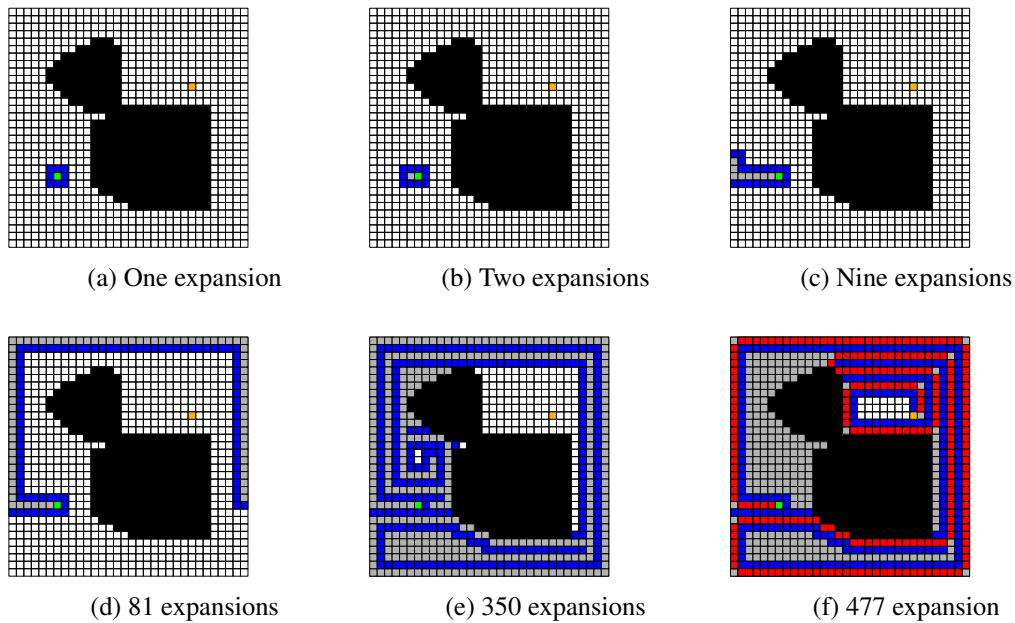 (a) One expansion
(b) Two expansions
(c) Nine expansions
(d) 81 expansions
(e) 350 expansions
(f) 477 expansion